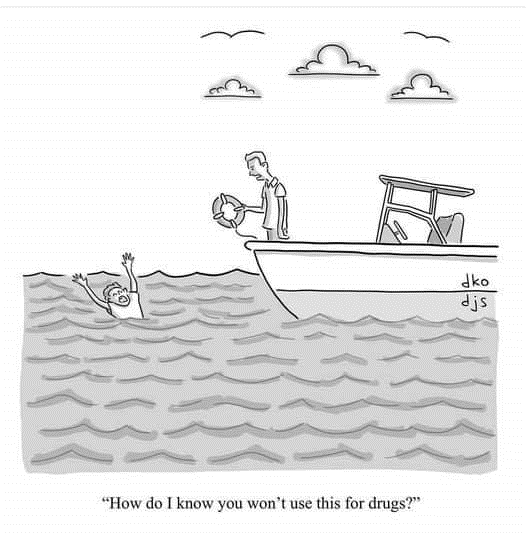 dko
djs
“How do I know you won’t use this for drugs?”